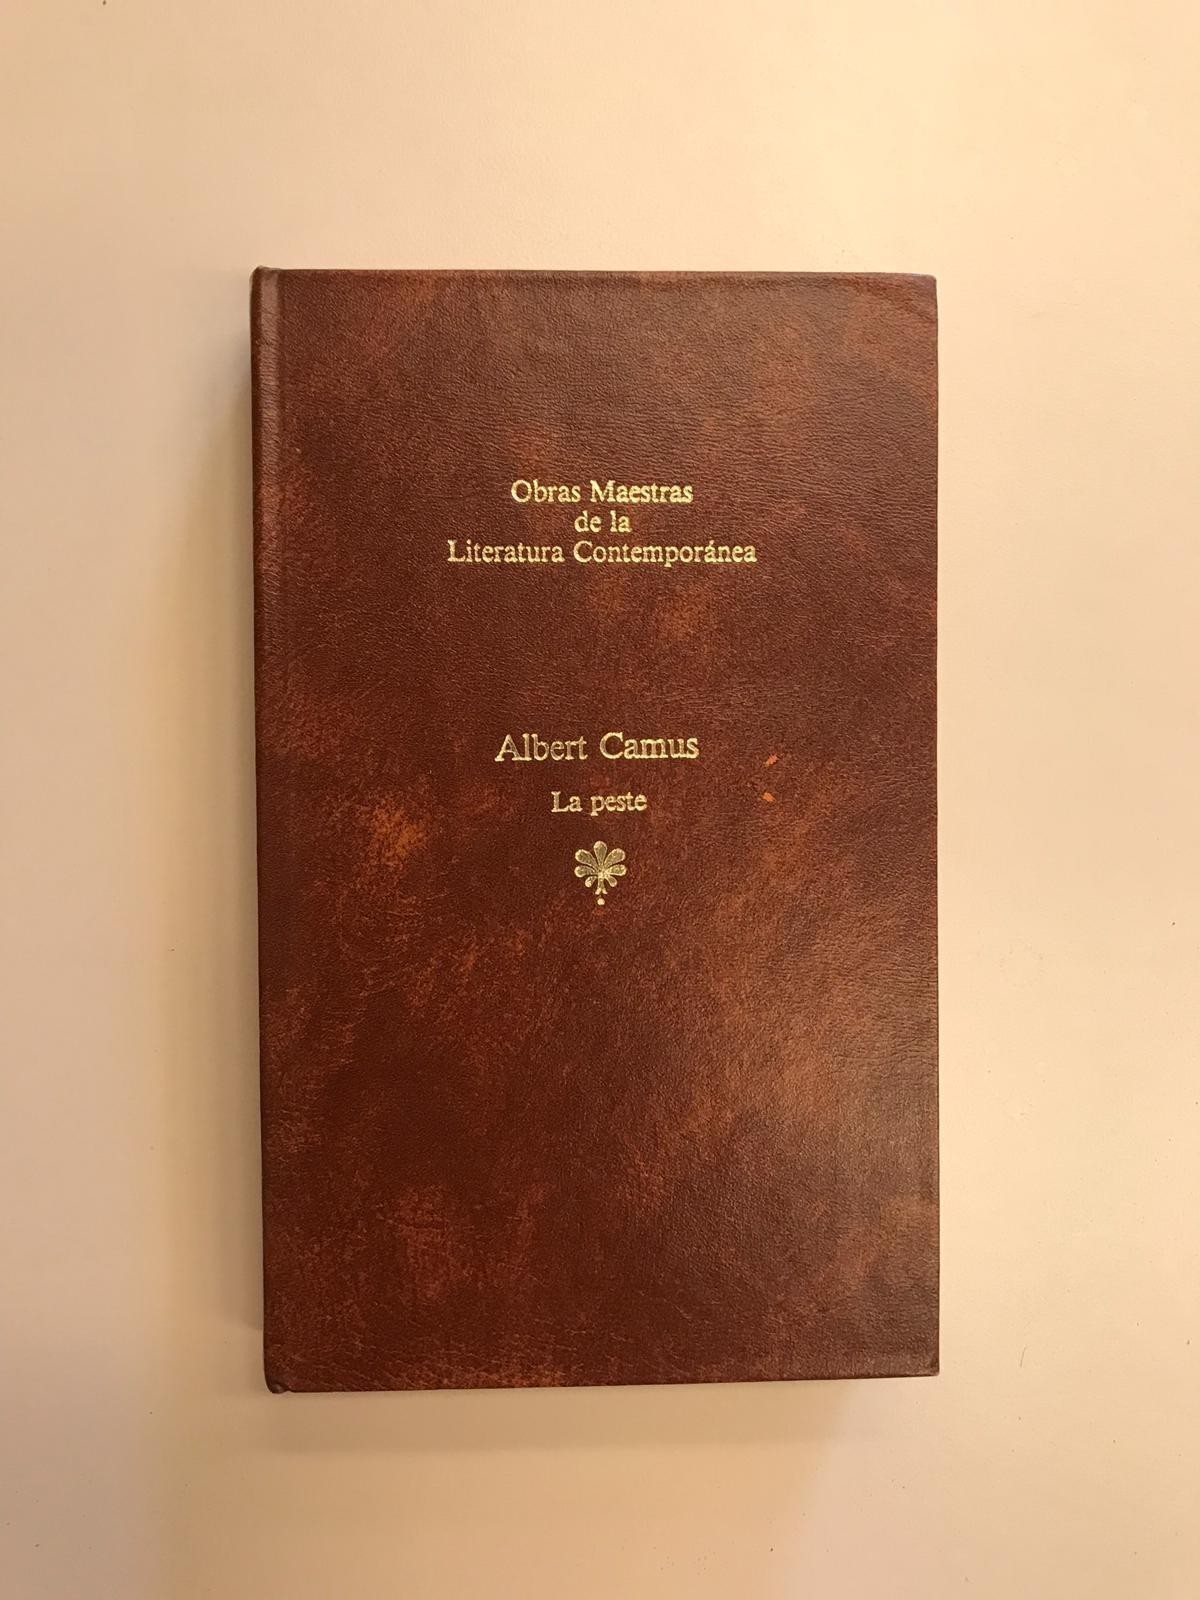 Obras Maestras
de la
Literatura Contemporánea
Albert Camus
La peste